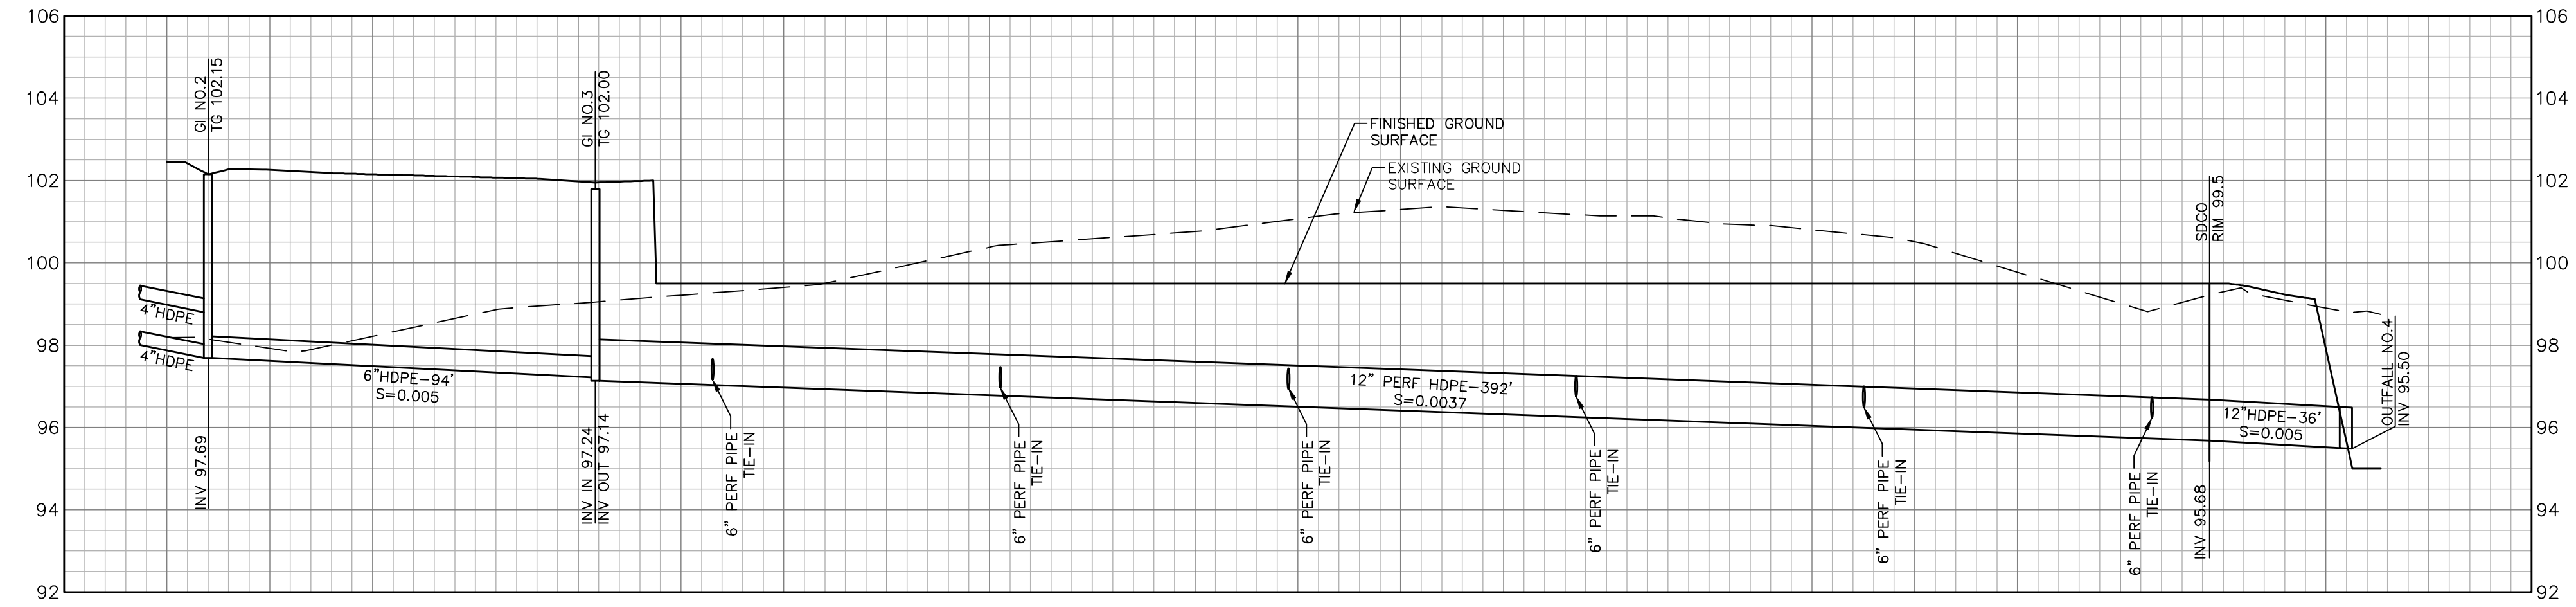 106
106
104
104
102
102
100
100
98
98
96
96
94
94
92
92
GI NO.2
TG 102.15
GI NO.3
TG 102.00
FINISHED GROUND
SURFACE
EXISTING GROUND
SURFACE
SDCO
RIM 99.5
4"HDPE
4"HDPE
6"HDPE-94'
S=0.005
12" PERF HDPE-392'
S=0.0037
12"HDPE-36'
S=0.005
OUTFALL NO.4
INV 95.50
INV 97.69
INV IN 97.24
INV OUT 97.14
6" PERF PIPE
TIE-IN
6" PERF PIPE
TIE-IN
6" PERF PIPE
TIE-IN
6" PERF PIPE
TIE-IN
6" PERF PIPE
TIE-IN
6" PERF PIPE
TIE-IN
INV 95.68